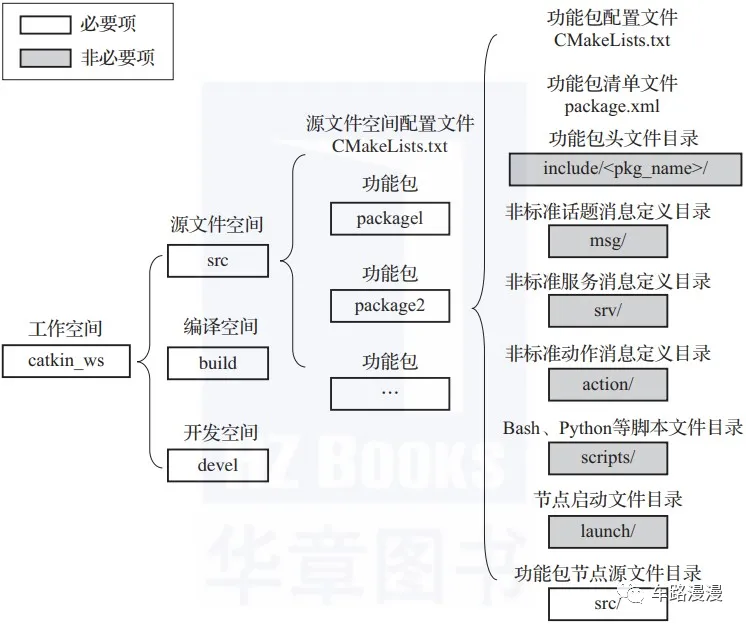 必要项
非必要项
工作空间
catkin_ws
源文件空间
src
编译空间
build
开发空间
devel
源文件空间配置文件
CMakeLists.txt
功能包
packagel
功能包
package2
功能包
…
功能包配置文件
CMakeLists.txt
功能包清单文件
package.xml
功能包头文件目录
include/<pkg_name>/
非标准话题消息定义目录
msg/
非标准服务消息定义目录
srv/
非标准动作消息定义目录
action/
Bash、Python等脚本文件目录
scripts/
节点启动文件目录
launch/
功能包节点源文件目录
src/
HZ BOOKS
华章图书
车路漫漫